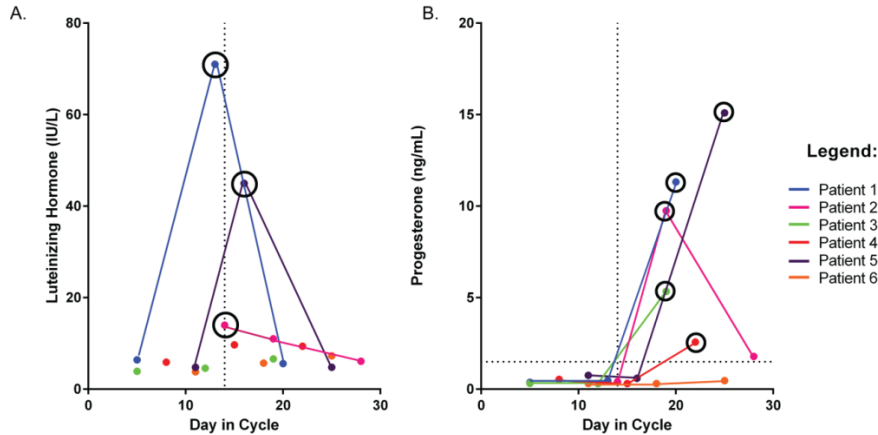 A.
80
60
40
20
0
0
10
20
30
Luteinizing Hormone (IU/L)
Day in Cycle
B.
20
15
10
5
0
0
10
20
30
Progesterone (ng/mL)
Day in Cycle
Legend:
Patient 1
Patient 2
Patient 3
Patient 4
Patient 5
Patient 6